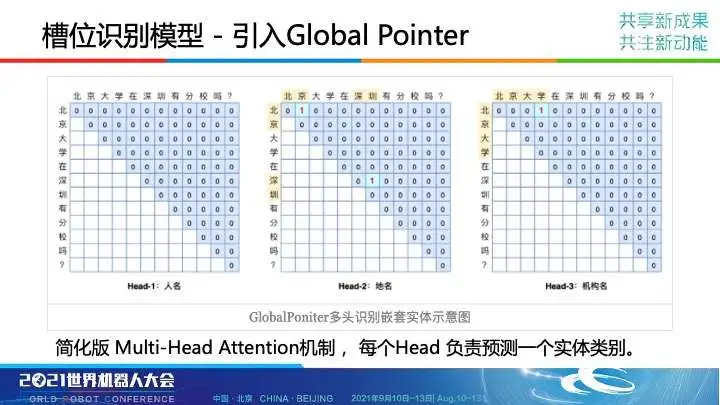 槽位识别模型 - 引入Global Pointer
共享新成果
共注新动能
北 京 大 学 在 深 圳 有 分 校 吗 ?
北 0 0 0 0 0 0 0 0 0 0 0 0
京 0 0 0 0 0 0 0 0 0 0 0
大 0 0 0 0 0 0 0 0 0 0
学 0 0 0 0 0 0 0 0 0
在 0 0 0 0 0 0 0 0
深 0 0 0 0 0 0 0
圳 0 0 0 0 0 0
有 0 0 0 0 0
分 0 0 0 0
校 0 0 0
吗 0 0
? 0
Head-1：人名
北 京 大 学 在 深 圳 有 分 校 吗 ?
北 0 1 0 0 0 0 0 0 0 0 0 0
京 0 0 0 0 0 0 0 0 0 0 0
大 0 0 0 0 0 0 0 0 0 0
学 0 0 0 0 0 0 0 0 0
在 0 0 0 0 0 0 0 0
深 0 1 0 0 0 0 0
圳 0 0 0 0 0 0
有 0 0 0 0 0
分 0 0 0 0
校 0 0 0
吗 0 0
? 0
Head-2：地名
北 京 大 学 在 深 圳 有 分 校 吗 ?
北 0 0 0 1 0 0 0 0 0 0 0 0
京 0 0 0 0 0 0 0 0 0 0 0
大 0 0 0 0 0 0 0 0 0 0
学 0 0 0 0 0 0 0 0 0
在 0 0 0 0 0 0 0 0
深 0 0 0 0 0 0 0
圳 0 0 0 0 0 0
有 0 0 0 0 0
分 0 0 0 0
校 0 0 0
吗 0 0
? 0
Head-3：机构名
GlobalPoniter多头识别嵌套实体示意图
简化版 Multi-Head Attention机制 ，每个Head 负责预测一个实体类别。
2021世界机器人大会
ORLD ROBOT CONFERENCE
中国·北京 CHINA·BEIJING 2021年9月10日-13日| Aug.10-13